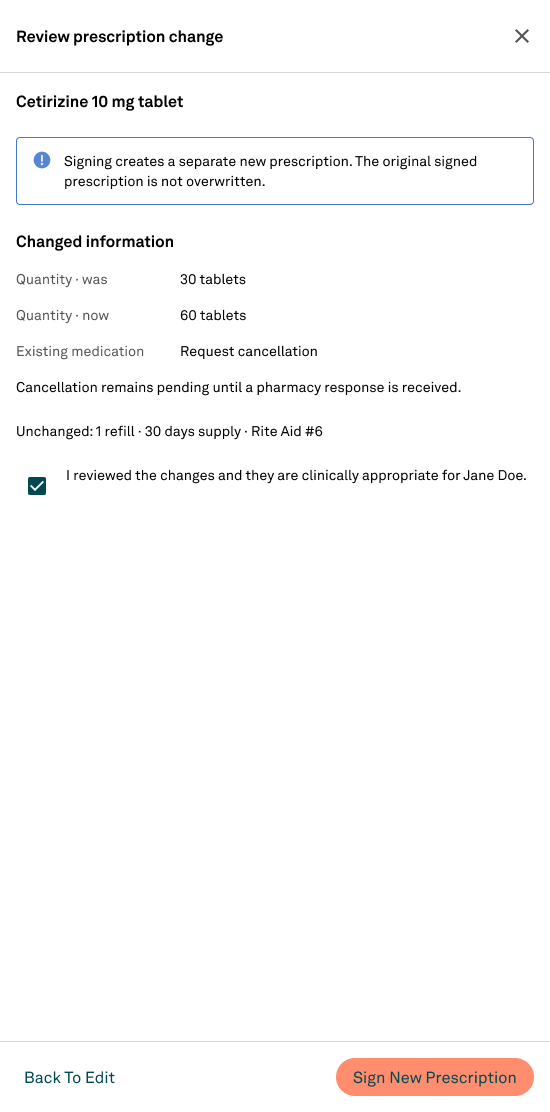 Review prescription change
Cetirizine 10 mg tablet
Signing creates a separate new prescription. The original signed
prescription is not overwritten.
Changed information
Quantity · was 30 tablets
Quantity · now 60 tablets
Existing medication Request cancellation
Cancellation remains pending until a pharmacy response is received.
Unchanged: 1 refill · 30 days supply · Rite Aid #6
I reviewed the changes and they are clinically appropriate for Jane Doe.
Back To Edit Sign New Prescription